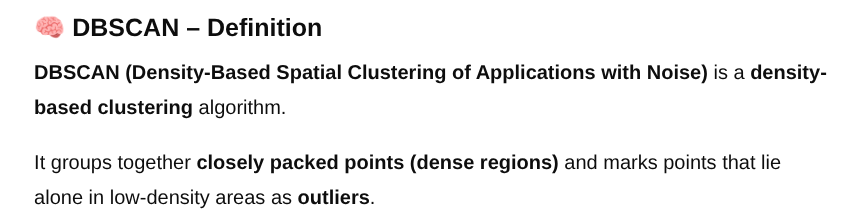 🧠 DBSCAN – Definition
DBSCAN (Density-Based Spatial Clustering of Applications with Noise) is a density-
based clustering algorithm.
It groups together closely packed points (dense regions) and marks points that lie
alone in low-density areas as outliers.